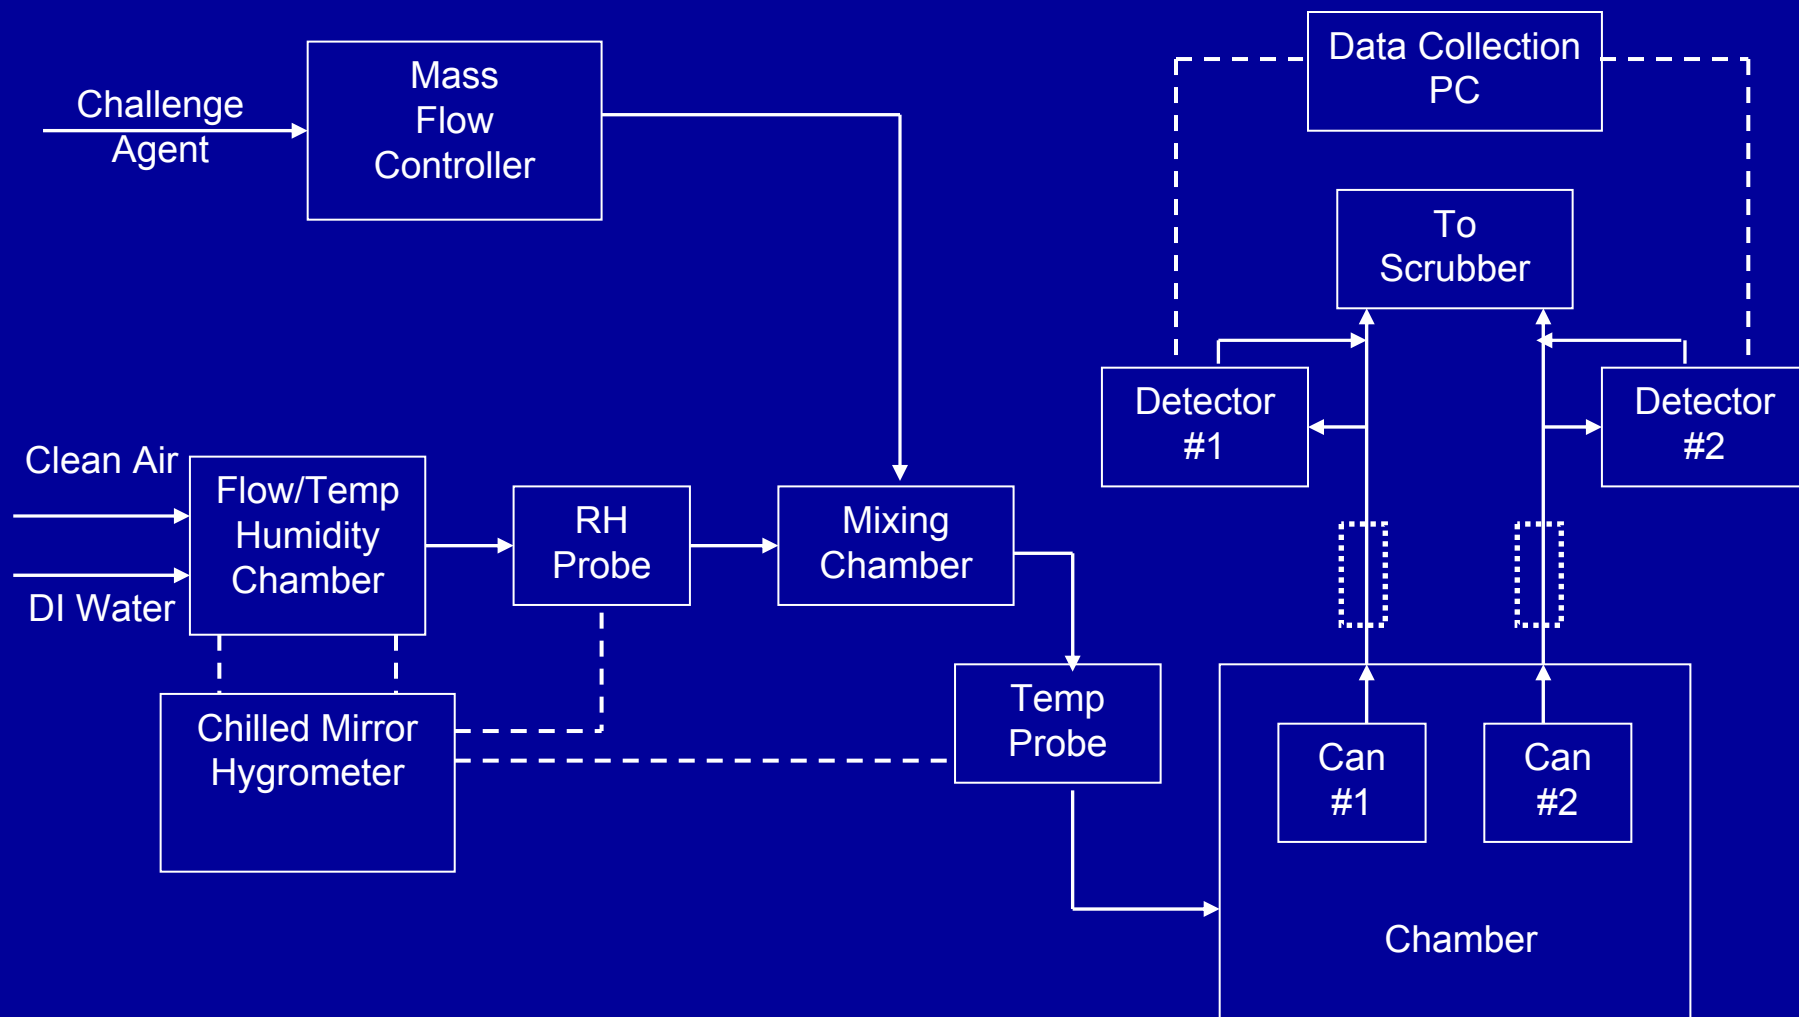 Data Collection
PC
Mass
Flow
Controller
Challenge
Agent
To
Scrubber
Detector
#1
Detector
#2
Clean Air
DI Water
Flow/Temp
Humidity
Chamber
RH
Probe
Mixing
Chamber
Chilled Mirror
Hygrometer
Temp
Probe
Can
#1
Can
#2
Chamber